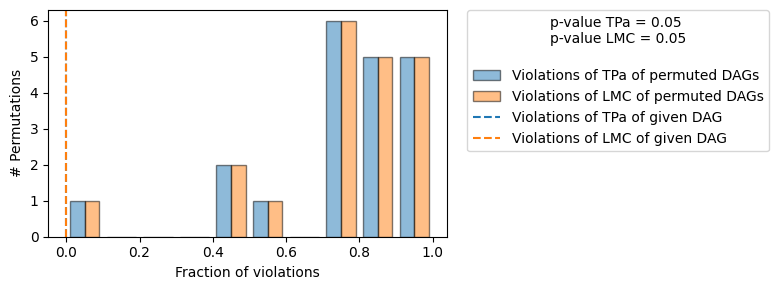 6
5
4
3
2
1
0
# Permutations
0.0 0.2 0.4 0.6 0.8 1.0
Fraction of violations
p-value TPa = 0.05
p-value LMC = 0.05
Violations of TPa of permuted DAGs
Violations of LMC of permuted DAGs
Violations of TPa of given DAG
Violations of LMC of given DAG